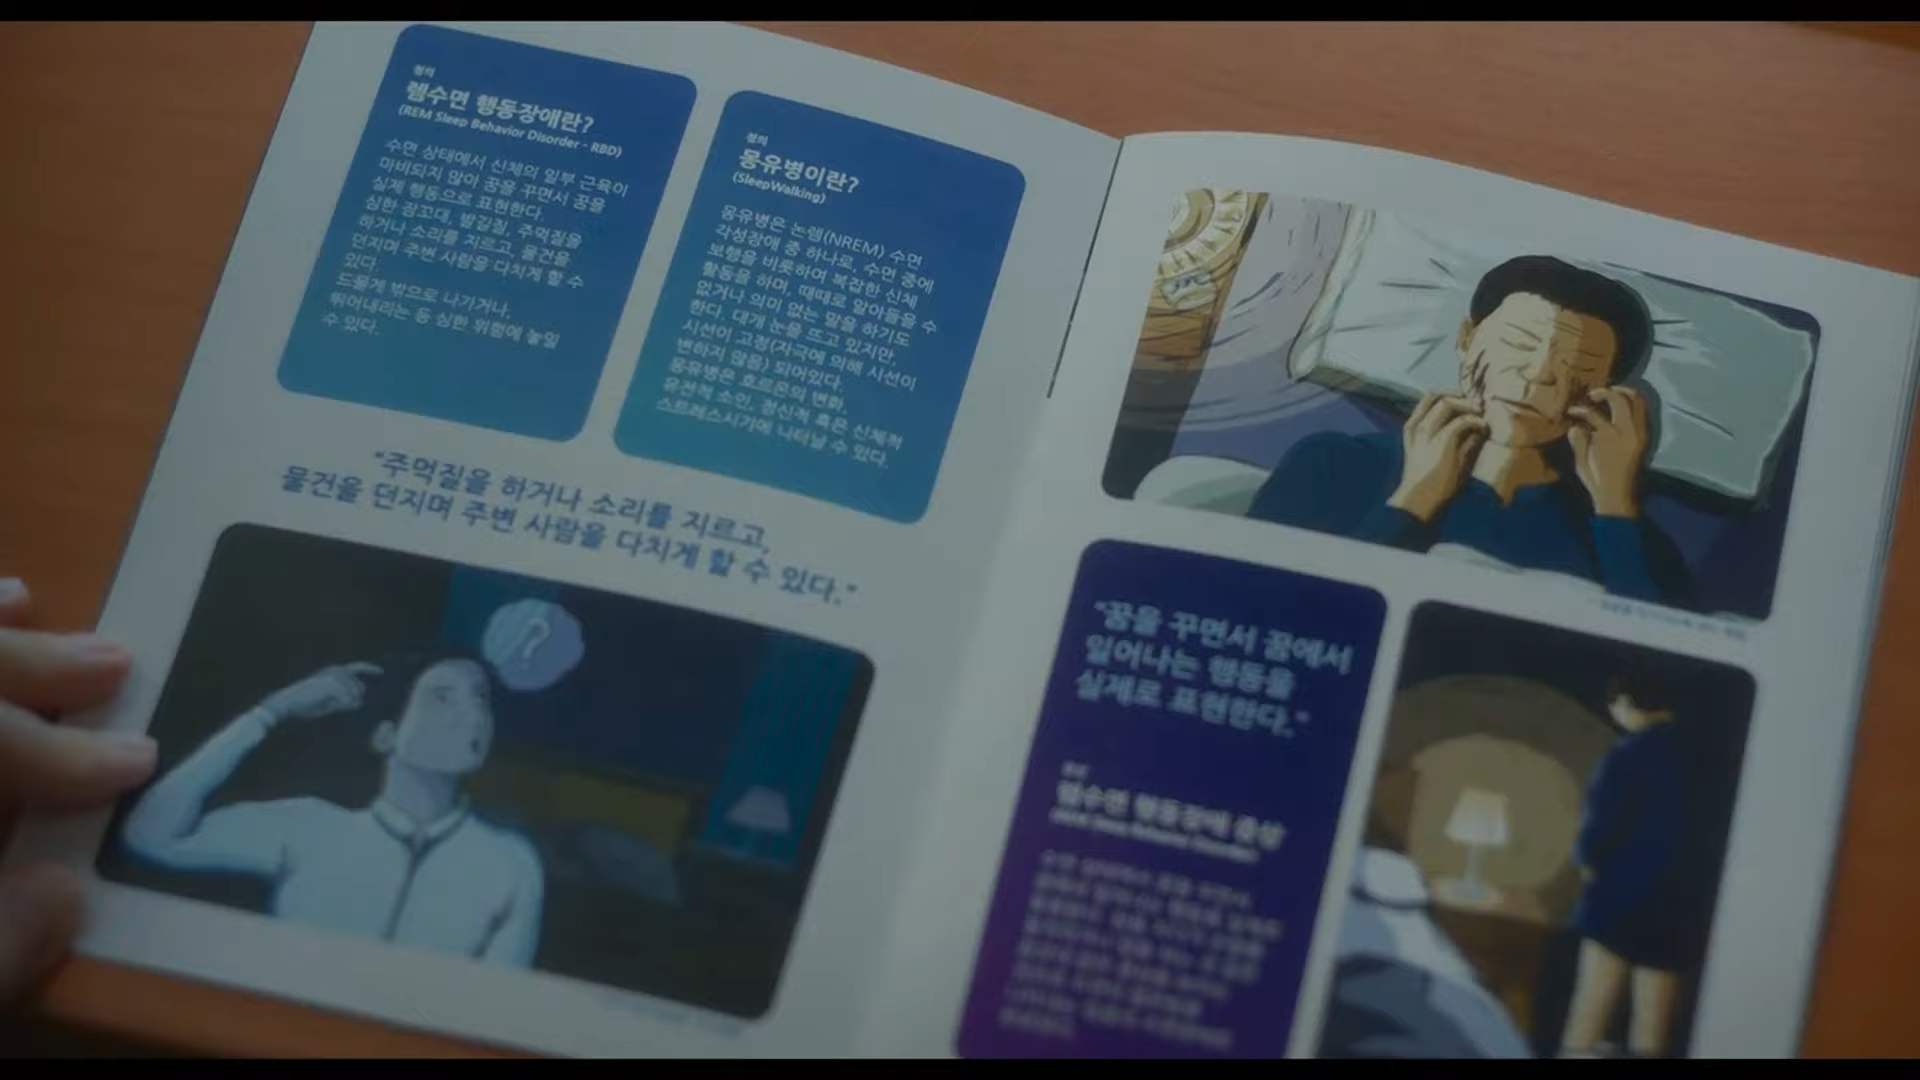 정의
렘수면 행동장애란?
(REM Sleep Behavior Disorder - RBD)
수면 상태에서 신체의 일부 근육이
마비되지 않아 꿈을 꾸면서 꿈을
실제 행동으로 표현한다.
심한 잠꼬대, 발길질, 주먹질을
하거나 소리를 지르고, 물건을
던지며 주변 사람을 다치게 할 수
있다.
드물게 밖으로 나가거나,
뛰어내리는 등 심한 위험에 놓일
수 있다.
정의
몽유병이란?
(SleepWalking)
몽유병은 논렘(NREM) 수면
각성장애 중 하나로, 수면 중에
보행을 비롯하여 복잡한 신체
활동을 하며, 때때로 알아들을 수
없거나 의미 없는 말을 하기도
한다. 대개 눈을 뜨고 있지만,
시선이 고정(자극에 의해 시선이
변하지 않음) 되어있다.
몽유병은 호르몬의 변화,
유전적 소인, 정신적 혹은 신체적
스트레스시기에 나타날 수 있다.
"주먹질을 하거나 소리를 지르고,
물건을 던지며 주변 사람을 다치게 할 수 있다."
"꿈을 꾸면서 꿈에서
일어나는 행동을
실제로 표현한다."
렘수면 행동장애 증상
(REM Sleep Behavior Disorder)